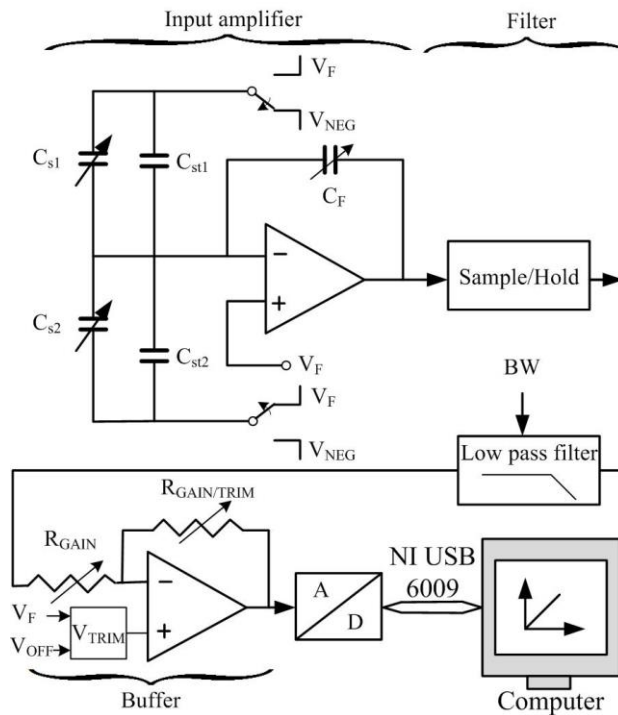 Input amplifier
Filter
V_F
V_NEG
C_s1
C_st1
C_F
−
+
Sample/Hold
C_s2
C_st2
V_F
V_F
V_NEG
BW
Low pass filter
R_GAIN/TRIM
R_GAIN
−
+
V_F
V_OFF
V_TRIM
A
D
NI USB
6009
Buffer
Computer